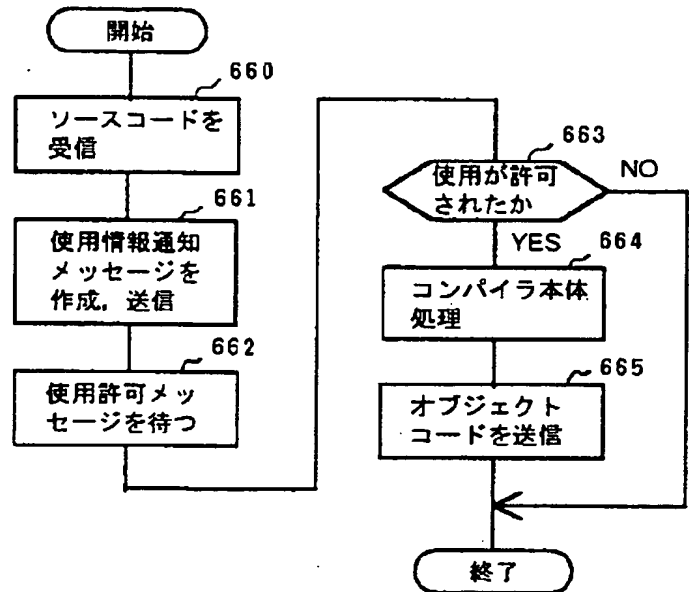 開始
660
ソースコードを
受信
661
使用情報通知
メッセージを
作成,送信
662
使用許可メッ
セージを待つ
663
使用が許可
されたか
NO
YES
664
コンパイラ本体
処理
665
オブジェクト
コードを送信
終了